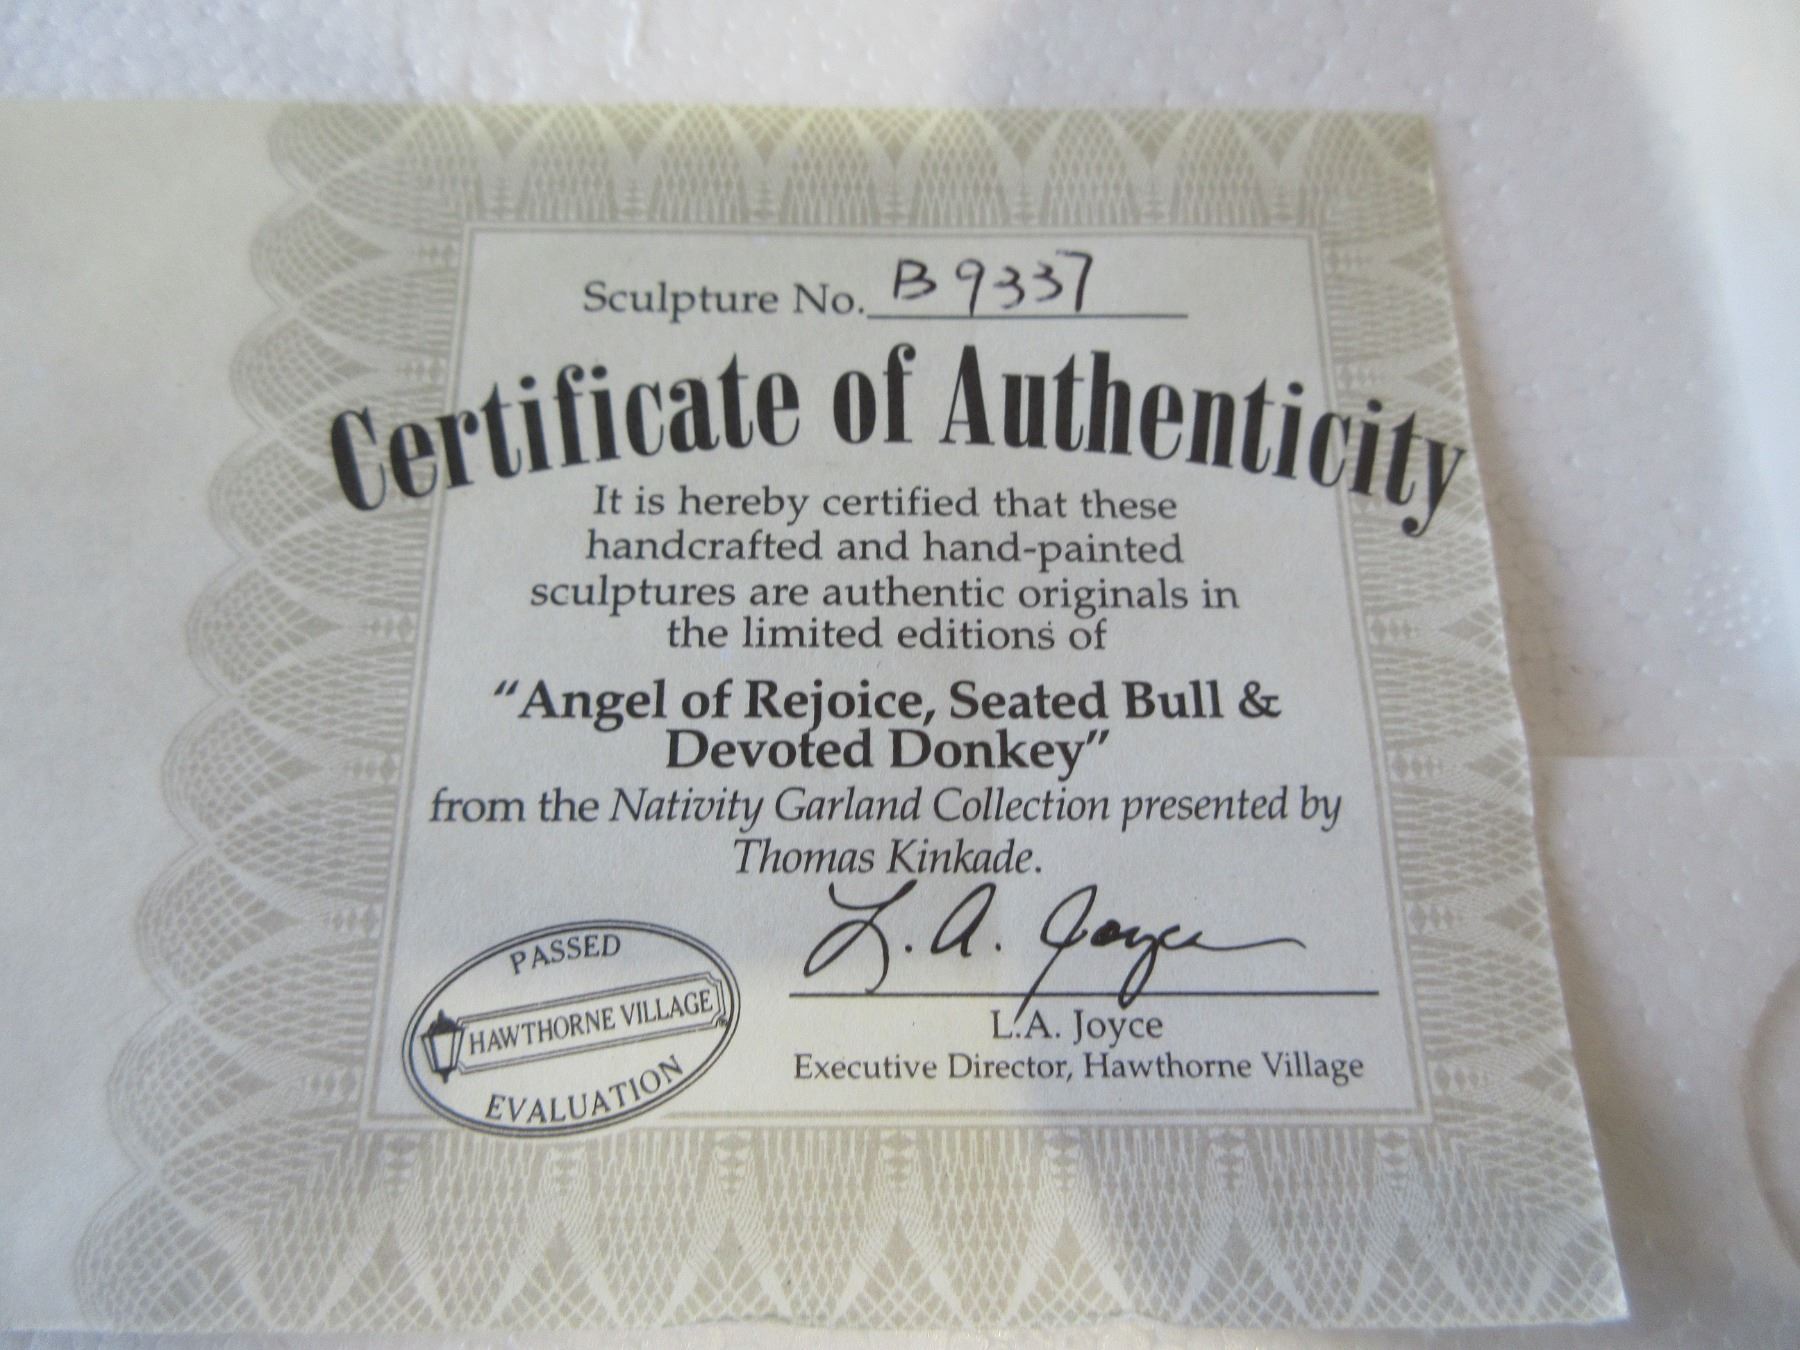 Sculpture No. B9337
Certificate of Authenticity
It is hereby certified that these
handcrafted and hand-painted
sculptures are authentic originals in
the limited editions of
“Angel of Rejoice, Seated Bull &
Devoted Donkey”
from the Nativity Garland Collection presented by
Thomas Kinkade.
L. A. Joyce
L.A. Joyce
Executive Director, Hawthorne Village
PASSED
HAWTHORNE VILLAGE
EVALUATION